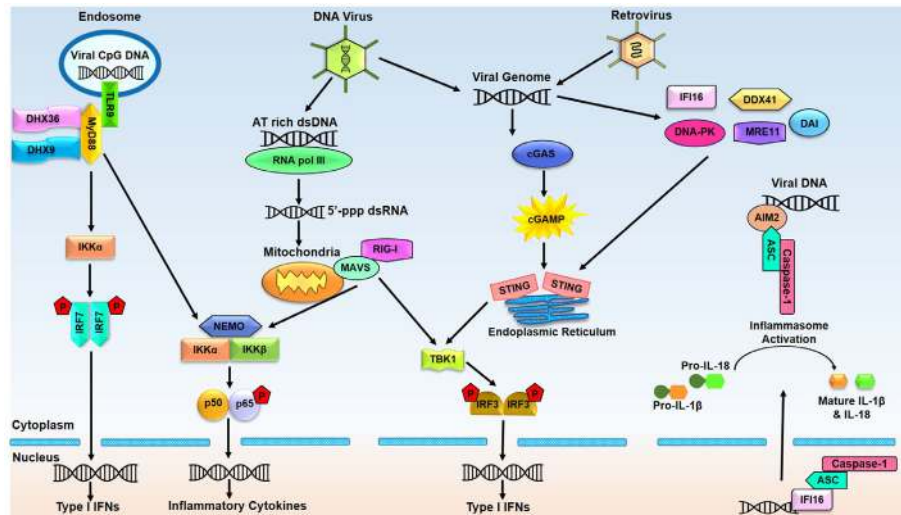 Endosome
Viral CpG DNA
TLR9
DHX36
DHX9
MyD88
IKKα
P
P
IRF7
IRF7
DNA Virus
AT rich dsDNA
RNA pol III
5'-ppp dsRNA
Mitochondria
RIG-I
MAVS
NEMO
IKKα
IKKβ
p50
p65
P
Retrovirus
Viral Genome
cGAS
cGAMP
STING
STING
Endoplasmic Reticulum
TBK1
P
P
IRF3
IRF3
IFI16
DDX41
DNA-PK
MRE11
DAI
Viral DNA
AIM2
ASC
Caspase-1
Inflammasome
Activation
Pro-IL-18
Pro-IL-1β
Mature IL-1β
& IL-18
Cytoplasm
Nucleus
Type I IFNs
Inflammatory Cytokines
Type I IFNs
Caspase-1
ASC
IFI16